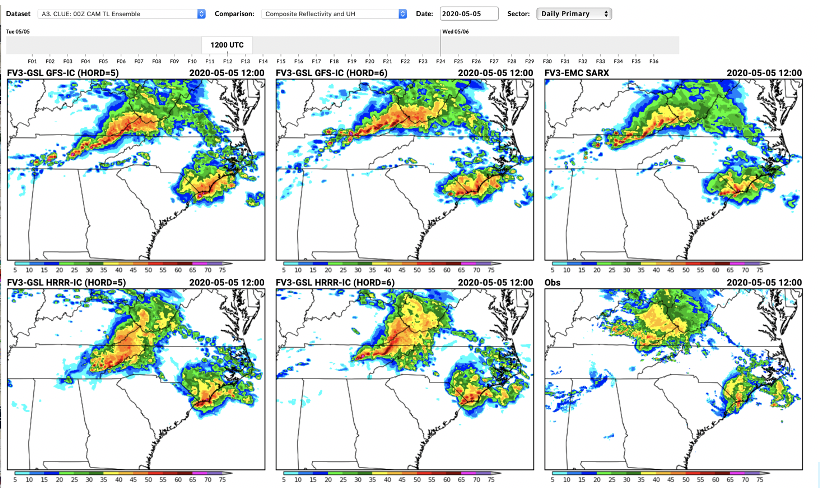 Dataset A3. CLUE: 00Z CAM TL Ensemble Comparison: Composite Reflectivity and UH Date: 2020-05-05 Sector: Daily Primary
Tue 05/05 Wed 05/06
1200 UTC
F01 F02 F03 F04 F05 F06 F07 F08 F09 F10 F11 F12 F13 F14 F15 F16 F17 F18 F19 F20 F21 F22 F23 F24 F25 F26 F27 F28 F29 F30 F31 F32 F33 F34 F35 F36
FV3-GSL GFS-IC (HORD=5) 2020-05-05 12:00 FV3-GSL GFS-IC (HORD=6) 2020-05-05 12:00 FV3-EMC SARX 2020-05-05 12:00
5 10 15 20 25 30 35 40 45 50 55 60 65 70 75 5 10 15 20 25 30 35 40 45 50 55 60 65 70 75 5 10 15 20 25 30 35 40 45 50 55 60 65 70 75
FV3-GSL HRRR-IC (HORD=5) 2020-05-05 12:00 FV3-GSL HRRR-IC (HORD=6) 2020-05-05 12:00 Obs 2020-05-05 12:00
5 10 15 20 25 30 35 40 45 50 55 60 65 70 75 5 10 15 20 25 30 35 40 45 50 55 60 65 70 75 5 10 15 20 25 30 35 40 45 50 55 60 65 70 75